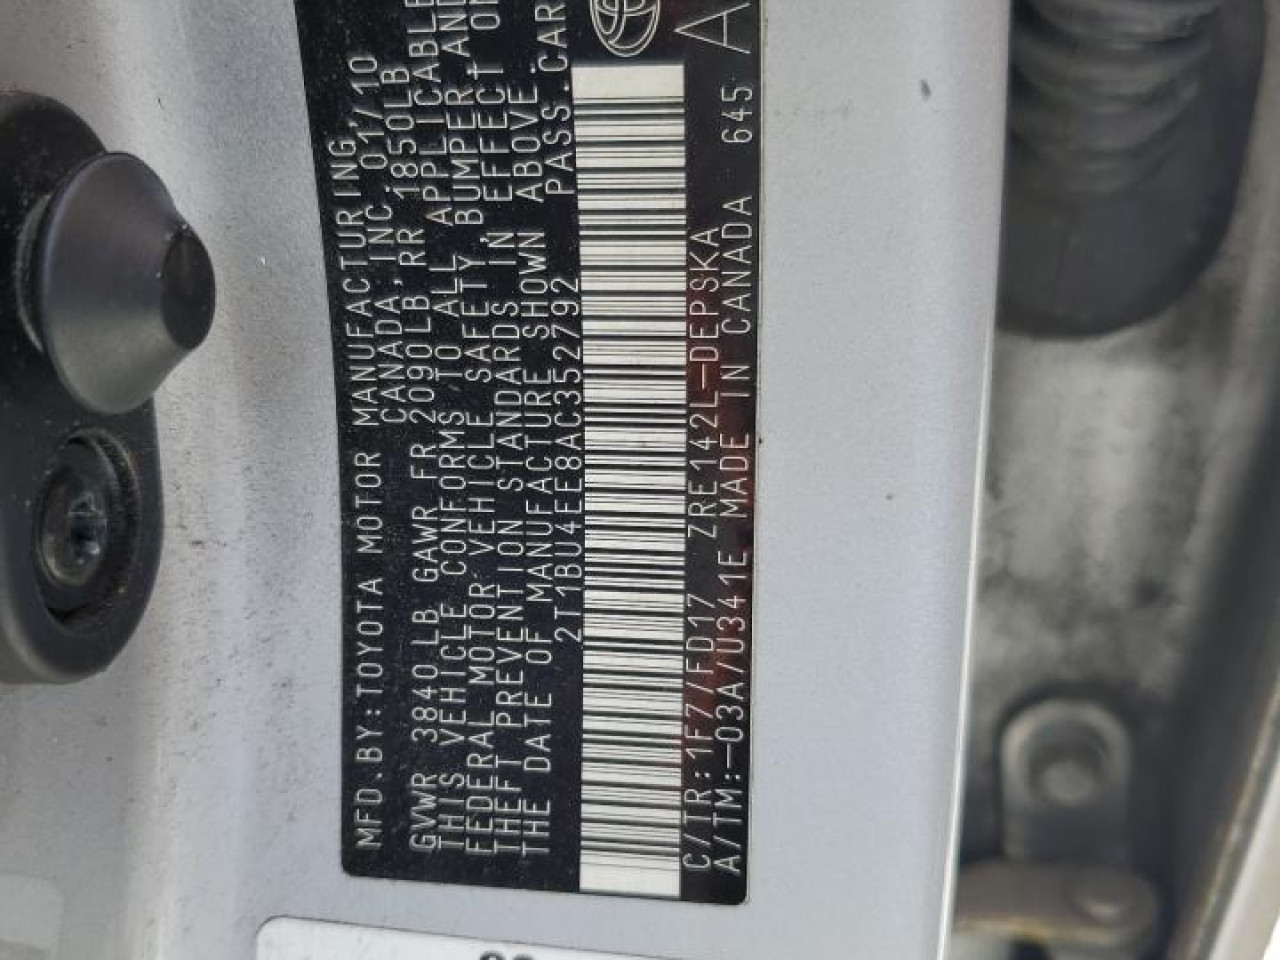 MFD.BY:TOYOTA MOTOR MANUFACTURING,
CANADA, INC. 01/10
GVWR 3840LB GAWR FR 2090LB RR 1850LB
THIS VEHICLE CONFORMS TO ALL APPLICABLE
FEDERAL MOTOR VEHICLE SAFETY, BUMPER, AND
THEFT PREVENTION STANDARDS IN EFFECT ON
THE DATE OF MANUFACTURE SHOWN ABOVE.
2T1BU4EE8AC352792 PASS.CAR
C/TR:1F7/FD17 ZRE142L-DEPSKA
A/TM:-03A/U341E MADE IN CANADA 645